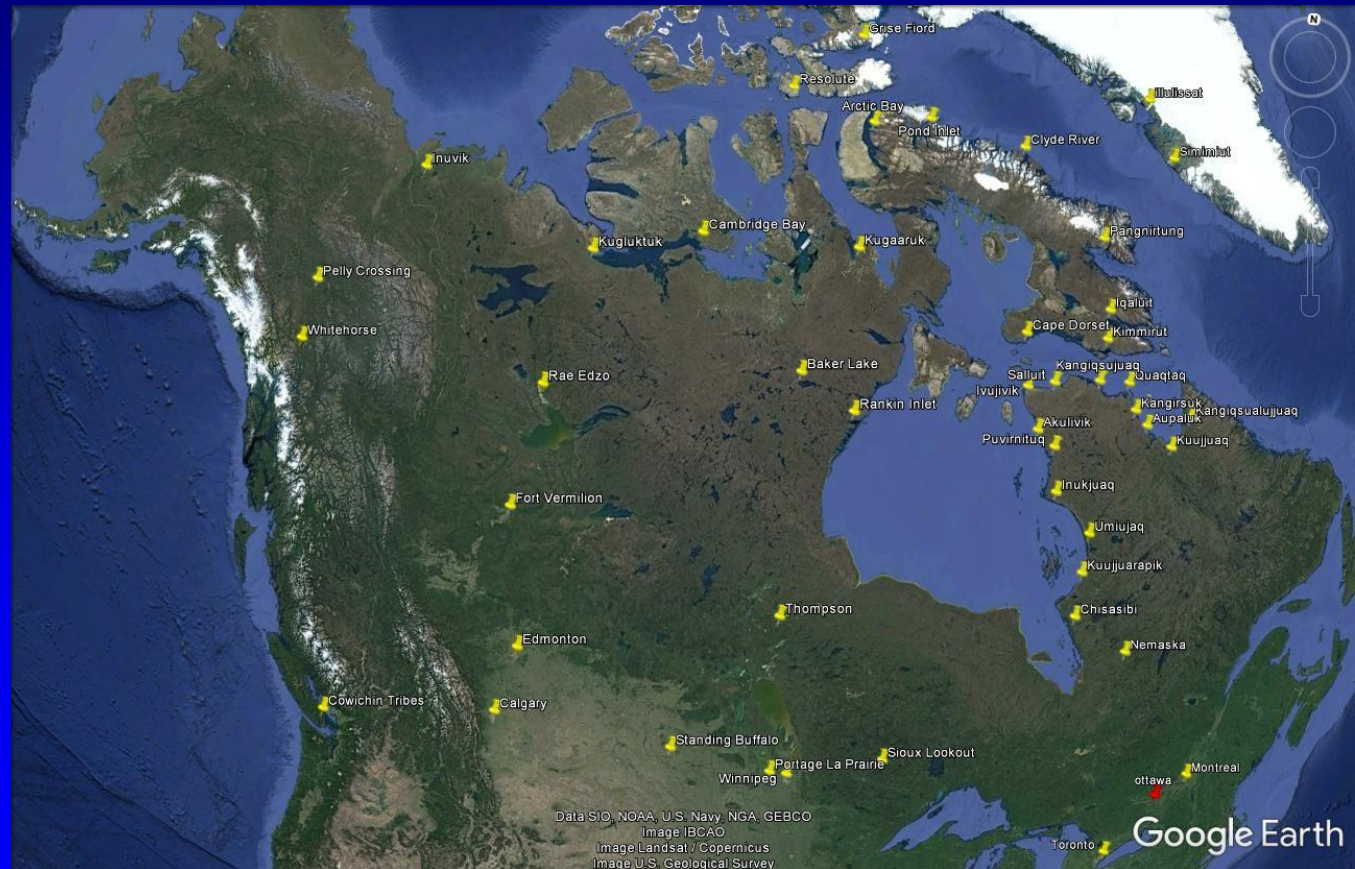 N
Grise Fiord
Resolute
illulissat
Arctic Bay
Pond Inlet
Clyde River
Simimiut
Inuvik
Cambridge Bay
Pangnirtung
Kugluktuk
Kugaaruk
Pelly Crossing
Iqaluit
Whitehorse
Cape Dorset
Kimmirut
Baker Lake
Kangiqsujuaq
Rae Edzo
Salluit
Quaqtaq
Ivujivik
Rankin Inlet
Kangirsuk
Kangiqsualujjuaq
Aupaluk
Akulivik
Puvirnituq
Kuujjuaq
Inukjuaq
Fort Vermilion
Umiujaq
Kuujjuarapik
Thompson
Chisasibi
Edmonton
Nemaska
Cowichin Tribes
Calgary
Standing Buffalo
Sioux Lookout
Portage La Prairie
Winnipeg
Montreal
ottawa
Data SIO, NOAA, U.S. Navy, NGA, GEBCO
Image IBCAO
Image Landsat / Copernicus
Image U.S. Geological Survey
Google Earth
Toronto